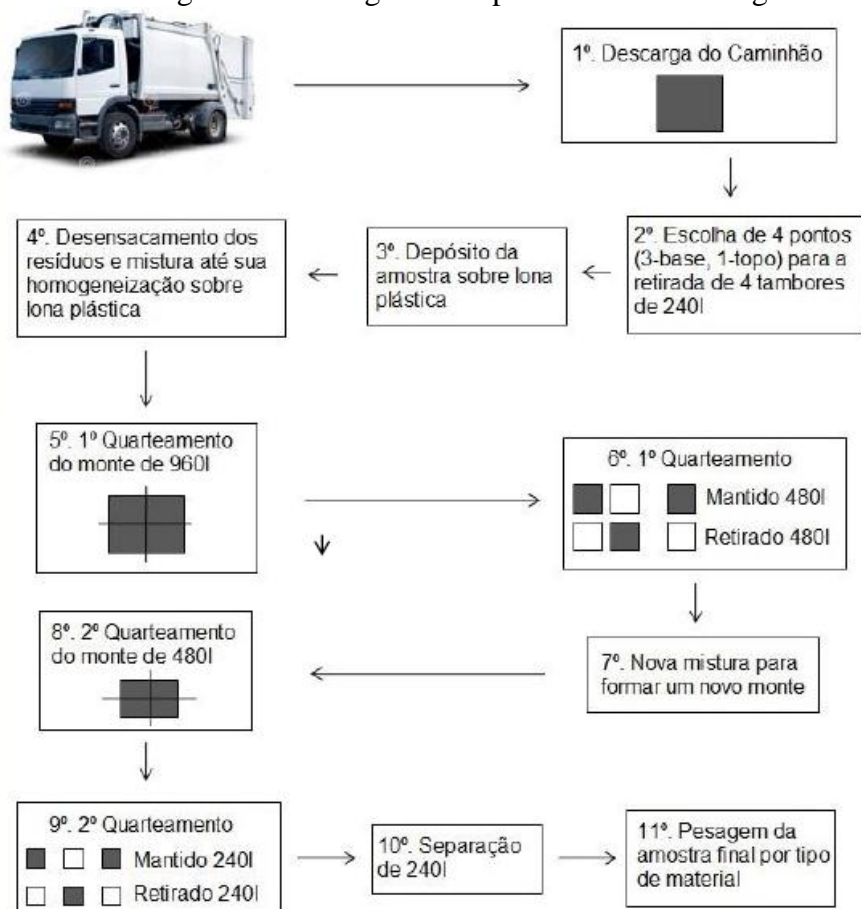 1º. Descarga do Caminhão
2º. Escolha de 4 pontos
(3-base, 1-topo) para a
retirada de 4 tambores
de 240l
3º. Depósito da
amostra sobre lona
plástica
4º. Desensacamento dos
resíduos e mistura até sua
homogeneização sobre
lona plástica
5º. 1º Quarteamento
do monte de 960l
6º. 1º Quarteamento
Mantido 480l
Retirado 480l
7º. Nova mistura para
formar um novo monte
8º. 2º Quarteamento
do monte de 480l
9º. 2º Quarteamento
Mantido 240l
Retirado 240l
10º. Separação
de 240l
11º. Pesagem da
amostra final por tipo
de material